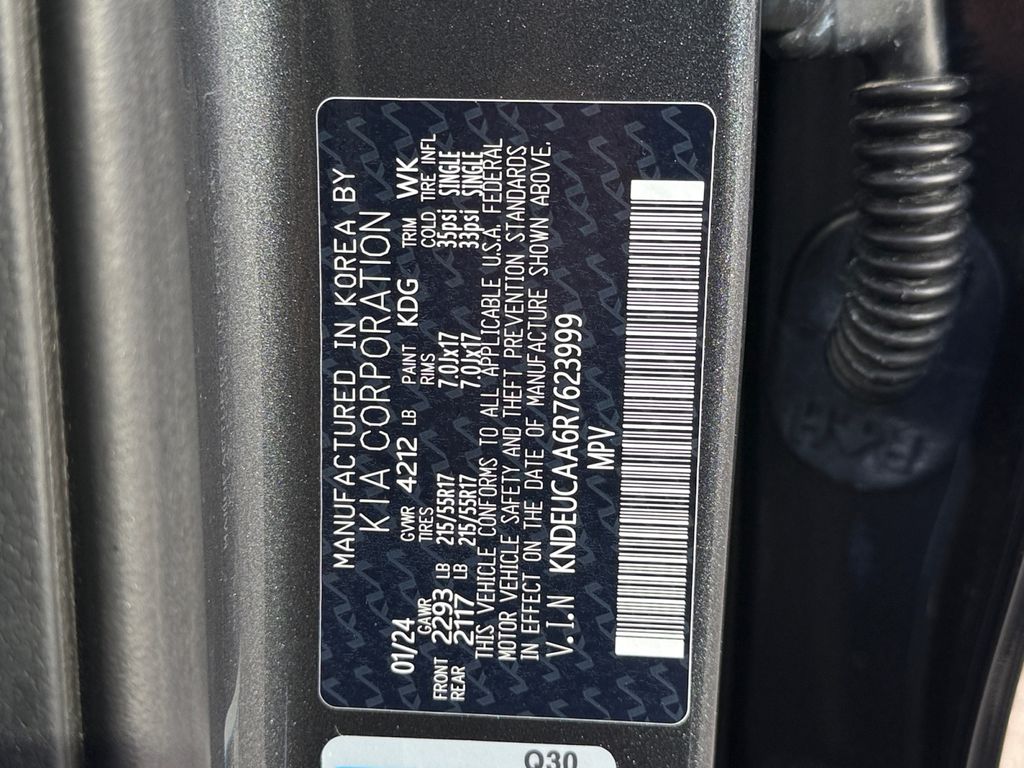 MANUFACTURED IN KOREA BY
KIA CORPORATION
01/24 GVWR 4212 LB PAINT KDG TRIM WK
GAWR TIRES RIMS COLD TIRE INFL
FRONT 2293 LB 215/55R17 7.0Jx17 35psi SINGLE
REAR 2117 LB 215/55R17 7.0Jx17 33psi SINGLE
THIS VEHICLE CONFORMS TO ALL APPLICABLE U.S.A. FEDERAL
MOTOR VEHICLE SAFETY AND THEFT PREVENTION STANDARDS
IN EFFECT ON THE DATE OF MANUFACTURE SHOWN ABOVE.
V.I.N KNDEUCAA6R7623999
MPV
Q30